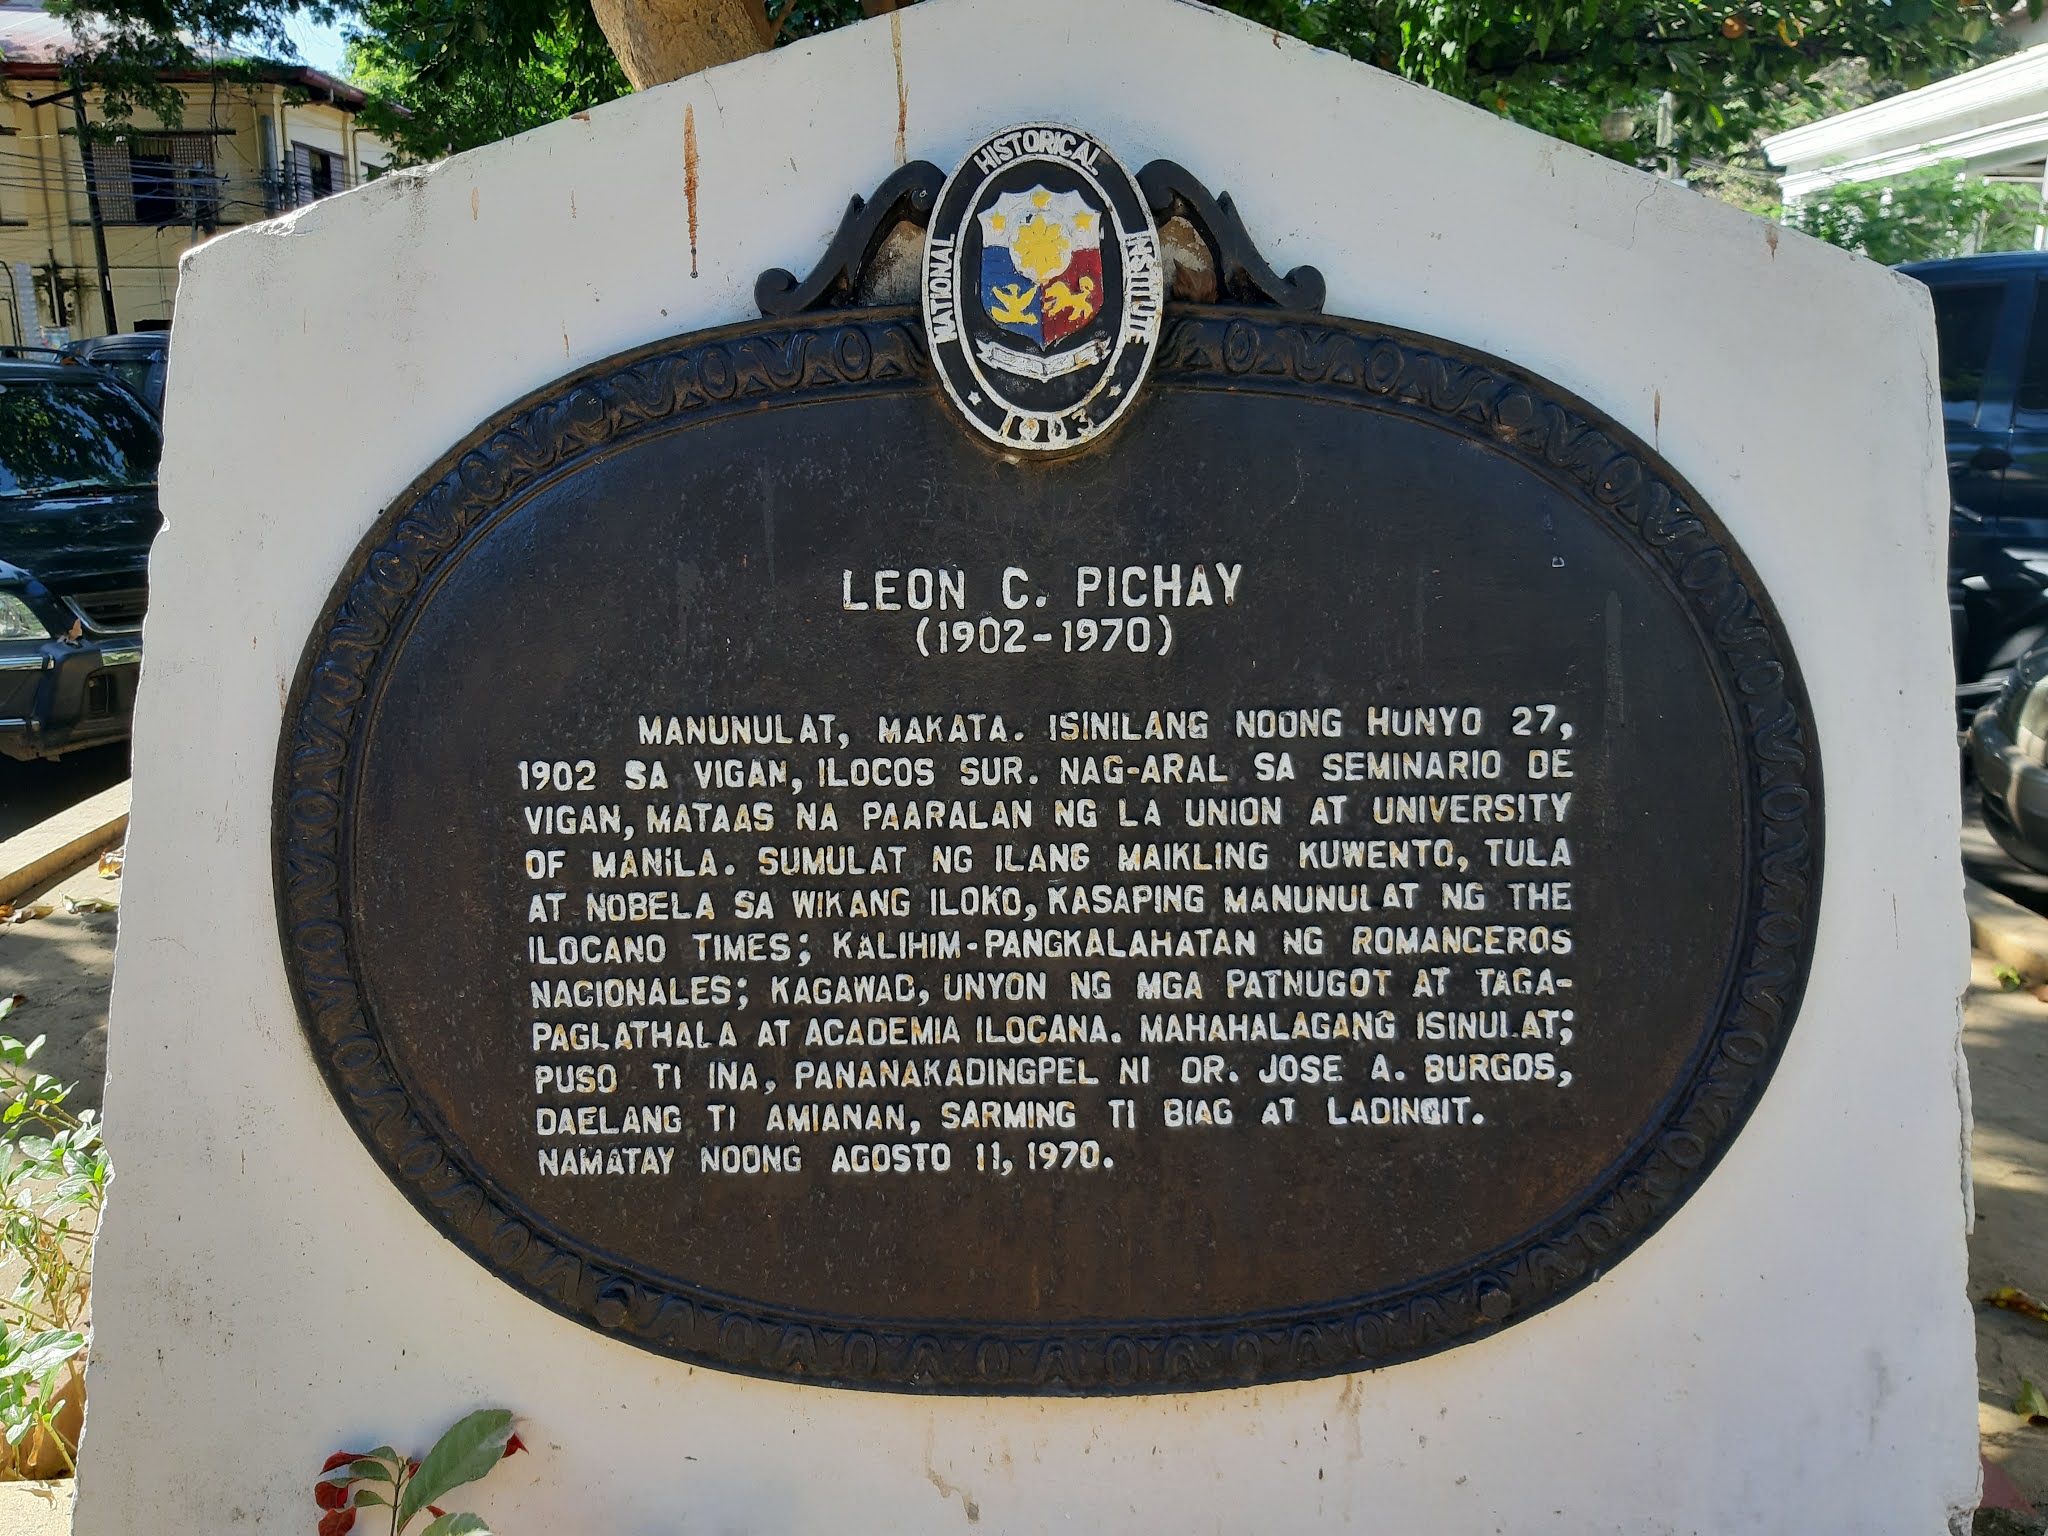 NATIONAL HISTORICAL INSTITUTE
1903
LEON C. PICHAY
(1902-1970)
MANUNULAT, MAKATA. ISINILANG NOONG HUNYO 27,
1902 SA VIGAN, ILOCOS SUR. NAG-ARAL SA SEMINARIO DE
VIGAN, MATAAS NA PAARALAN NG LA UNION AT UNIVERSITY
OF MANILA. SUMULAT NG ILANG MAIKLING KUWENTO, TULA
AT NOBELA SA WIKANG ILOKO, KASAPING MANUNULAT NG THE
ILOCANO TIMES; KALIHIM-PANGKALAHATAN NG ROMANCEROS
NACIONALES; KAGAWAD, UNYON NG MGA PATNUGOT AT TAGA-
PAGLATHALA AT ACADEMIA ILOCANA. MAHAHALAGANG ISINULAT;
PUSO TI INA, PANANAKADINGPEL NI DR. JOSE A. BURGOS,
DAELANG TI AMIANAN, SARMING TI BIAG AT LADINGIT.
NAMATAY NOONG AGOSTO 11, 1970.